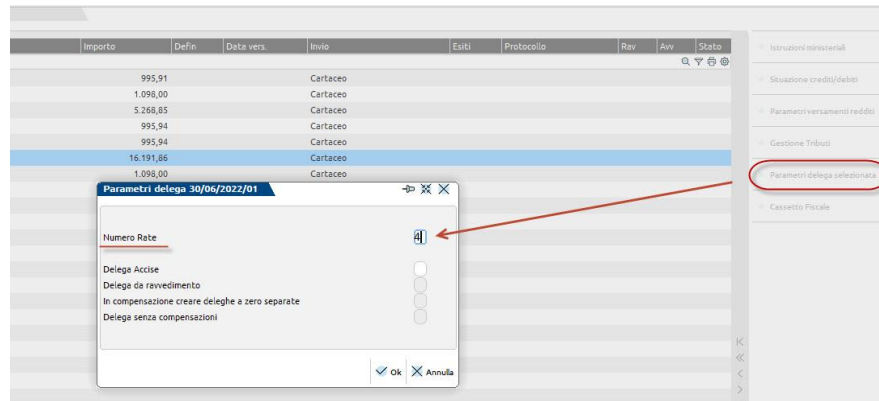 Importo Defin Data vers. Invio Esiti Protocollo Rav Avv Stato
995,91 Cartaceo
1.098,00 Cartaceo
5.268,85 Cartaceo
995,94 Cartaceo
995,94 Cartaceo
16.191,86 Cartaceo
1.098,00 Cartaceo
Parametri delega 30/06/2022/01
Numero Rate 4
Delega Accise
Delega da ravvedimento
In compensazione creare deleghe a zero separate
Delega senza compensazioni
Ok Annulla
Istruzioni ministeriali
Situazione crediti/debiti
Parametri versamenti redditi
Gestione Tributi
Parametri delega selezionata
Cassetto Fiscale